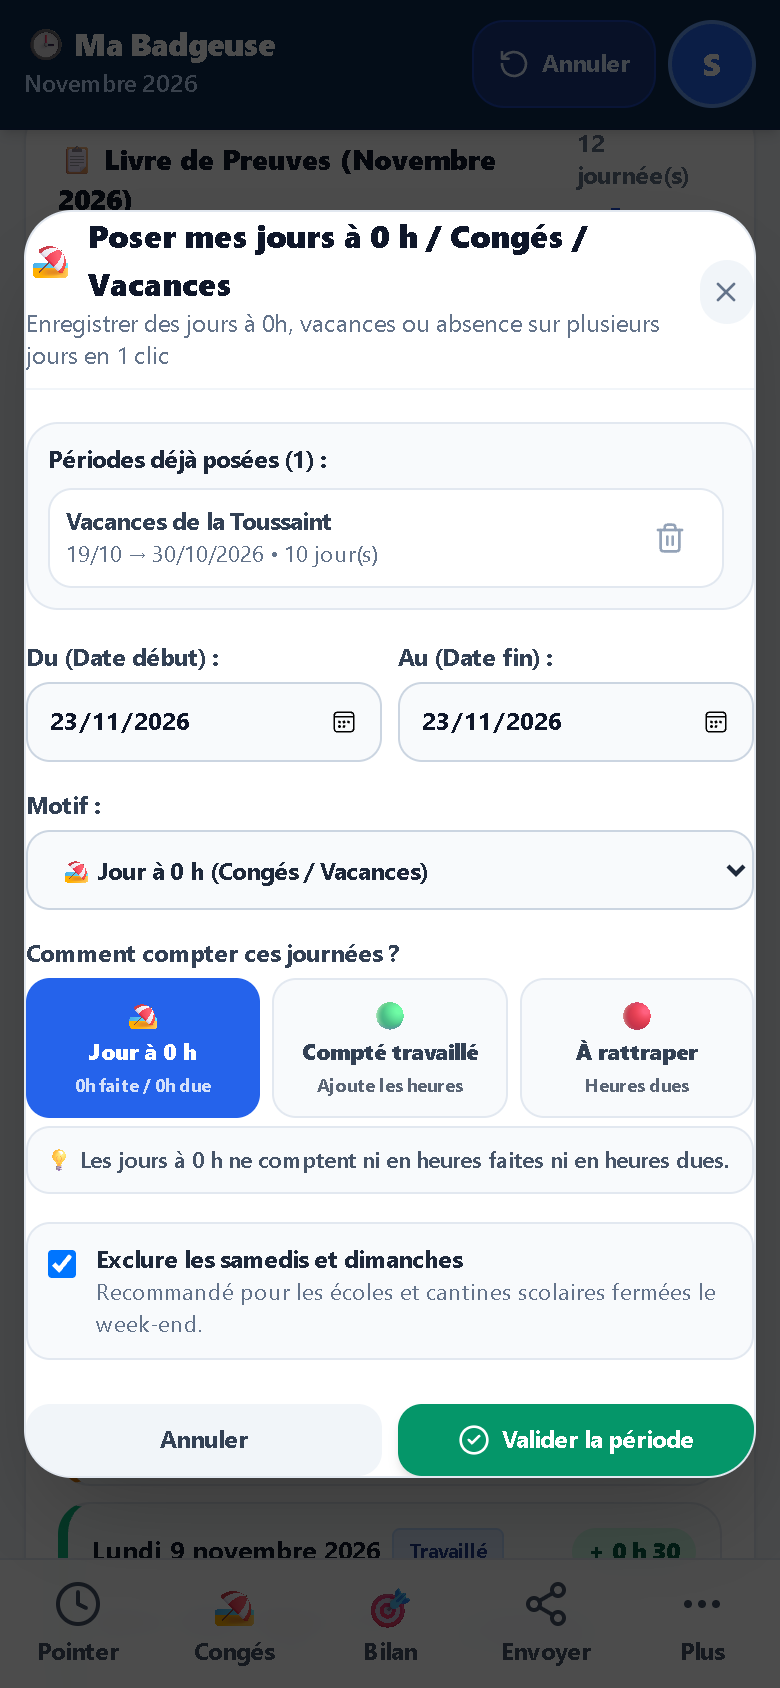 Ma Badgeuse
Novembre 2026
Annuler
S
Livre de Preuves (Novembre
2026)
12
journée(s)
Poser mes jours à 0 h / Congés /
Vacances
Enregistrer des jours à 0h, vacances ou absence sur plusieurs
jours en 1 clic
Périodes déjà posées (1) :
Vacances de la Toussaint
19/10 → 30/10/2026 • 10 jour(s)
Du (Date début) :
Au (Date fin) :
23/11/2026
23/11/2026
Motif :
Jour à 0 h (Congés / Vacances)
Comment compter ces journées ?
Jour à 0 h
0h faite / 0h due
Compté travaillé
Ajoute les heures
À rattraper
Heures dues
Les jours à 0 h ne comptent ni en heures faites ni en heures dues.
Exclure les samedis et dimanches
Recommandé pour les écoles et cantines scolaires fermées le
week-end.
Annuler
Valider la période
Lundi 9 novembre 2026
Travaillé
+ 0 h 30
Pointer
Congés
Bilan
Envoyer
Plus